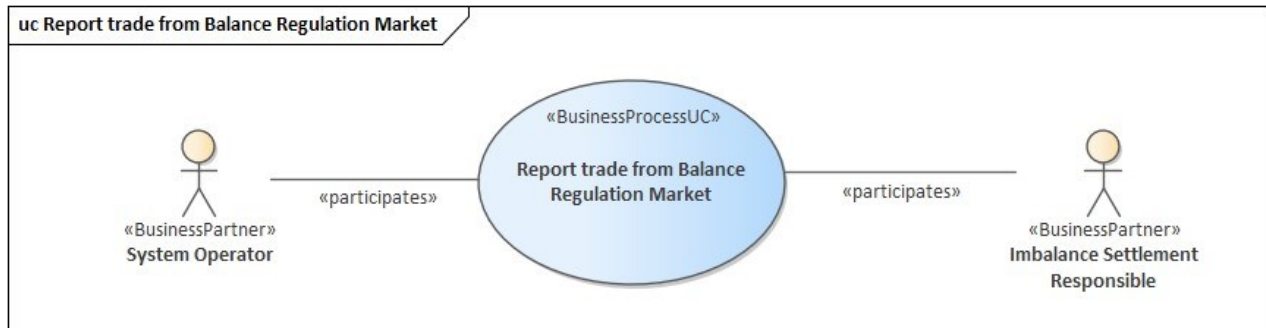 uc Report trade from Balance Regulation Market
«BusinessProcessUC»
Report trade from Balance
Regulation Market
«participates»
«participates»
«BusinessPartner»
System Operator
«BusinessPartner»
Imbalance Settlement
Responsible